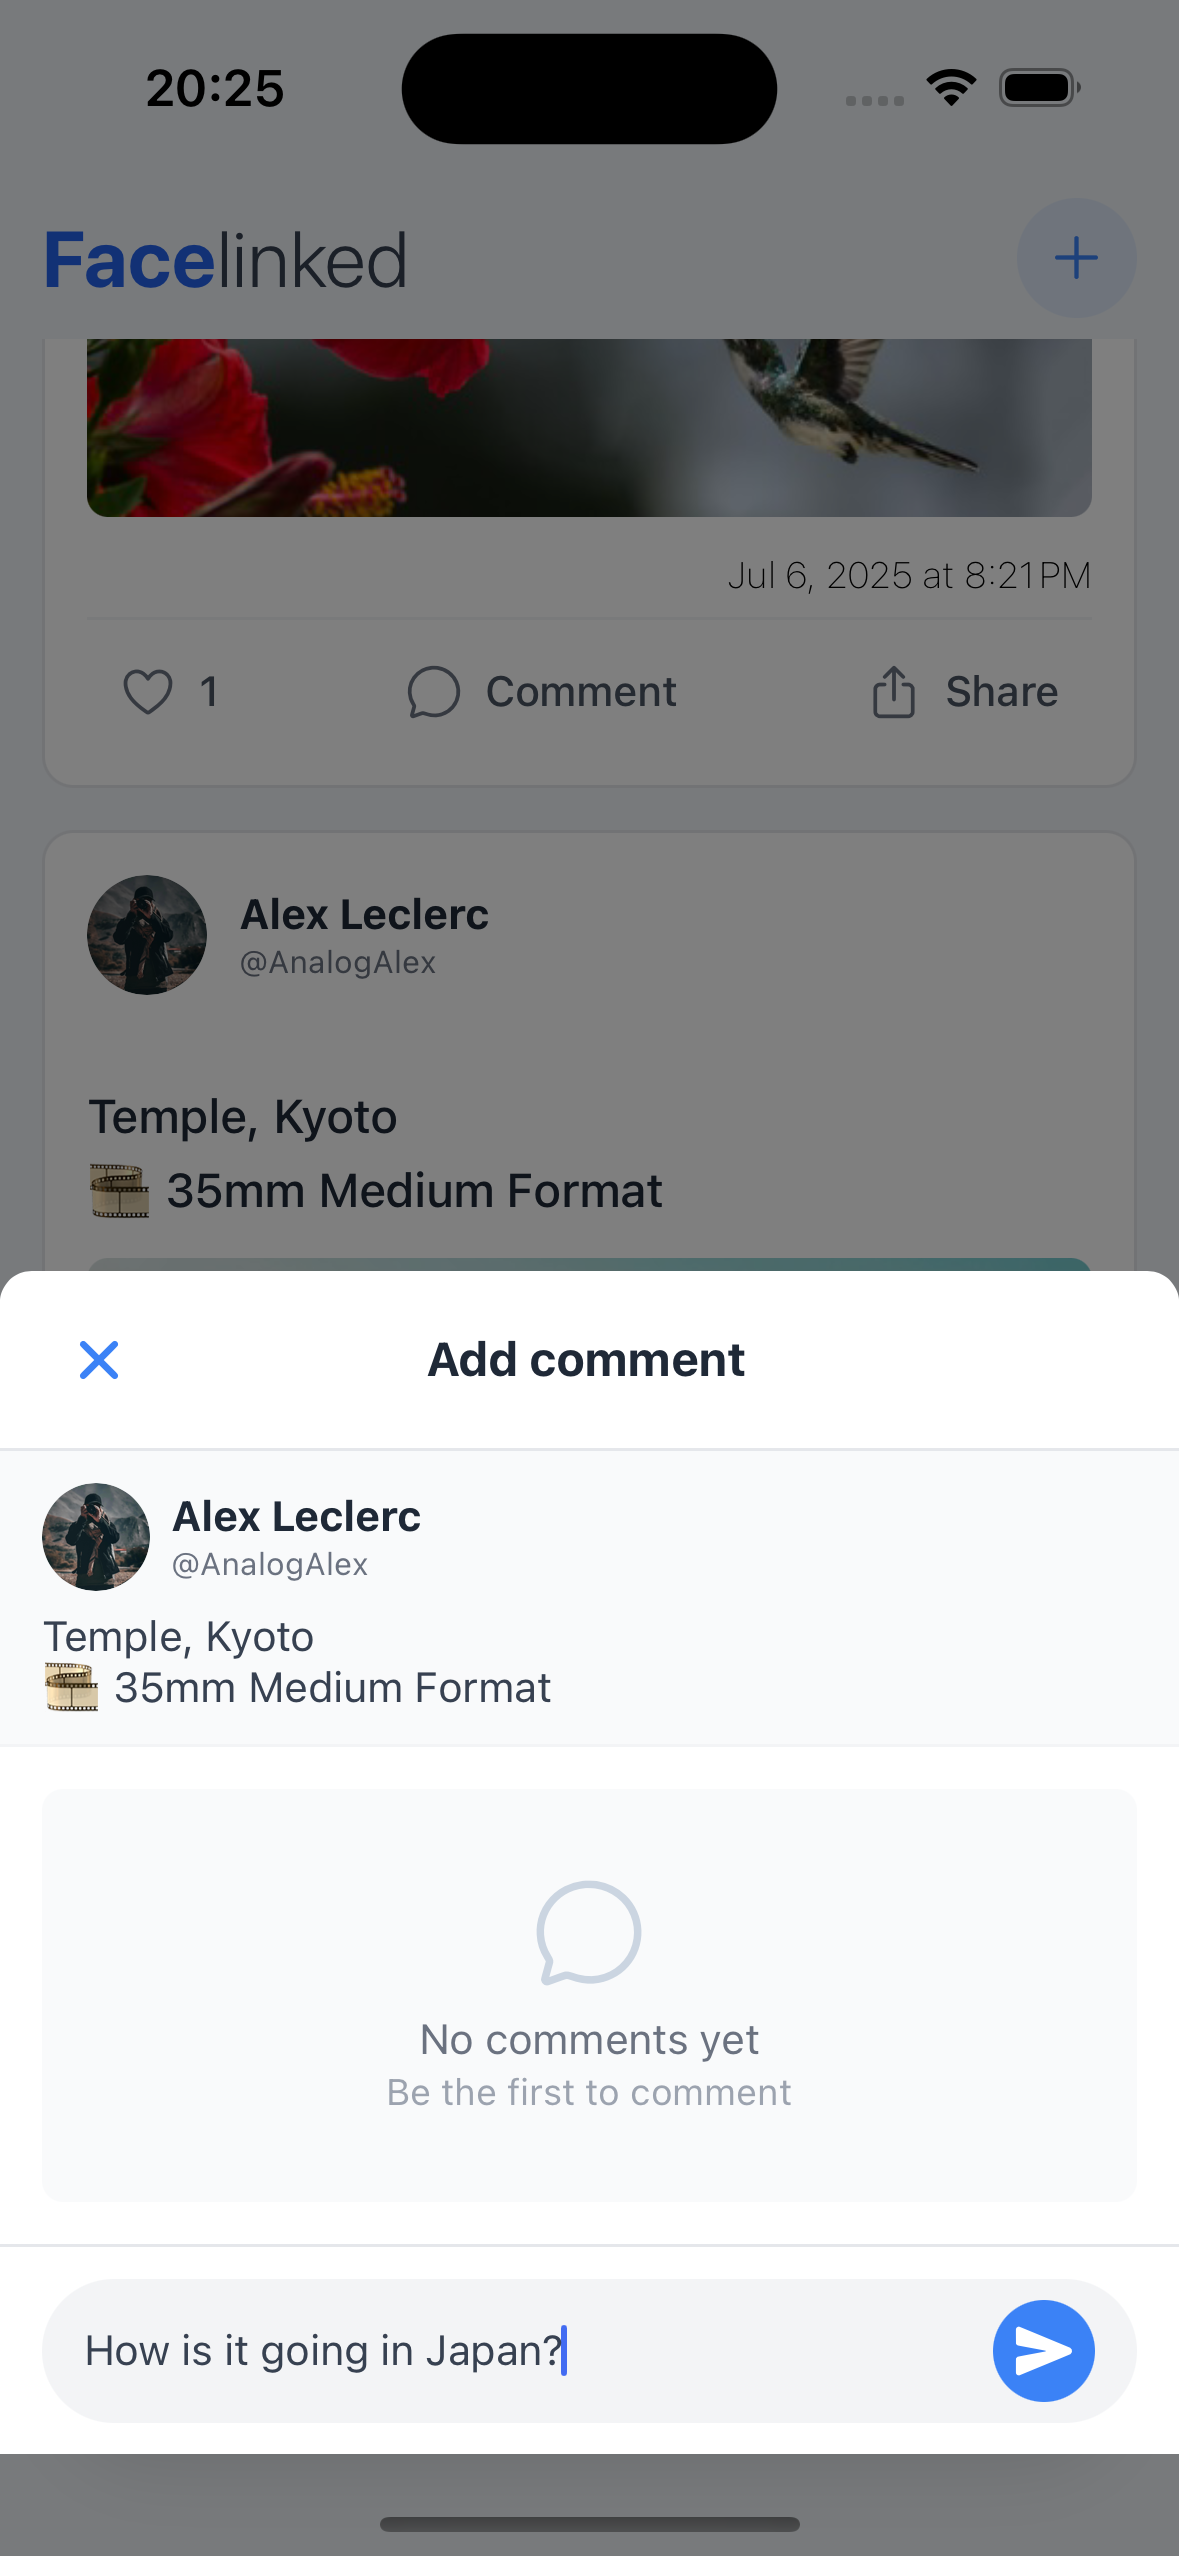 20:25
Facelinked
Jul 6, 2025 at 8:21 PM
1 Comment Share
Alex Leclerc
@AnalogAlex
Temple, Kyoto
🎞️ 35mm Medium Format
Add comment
Alex Leclerc
@AnalogAlex
Temple, Kyoto
🎞️ 35mm Medium Format
No comments yet
Be the first to comment
How is it going in Japan?